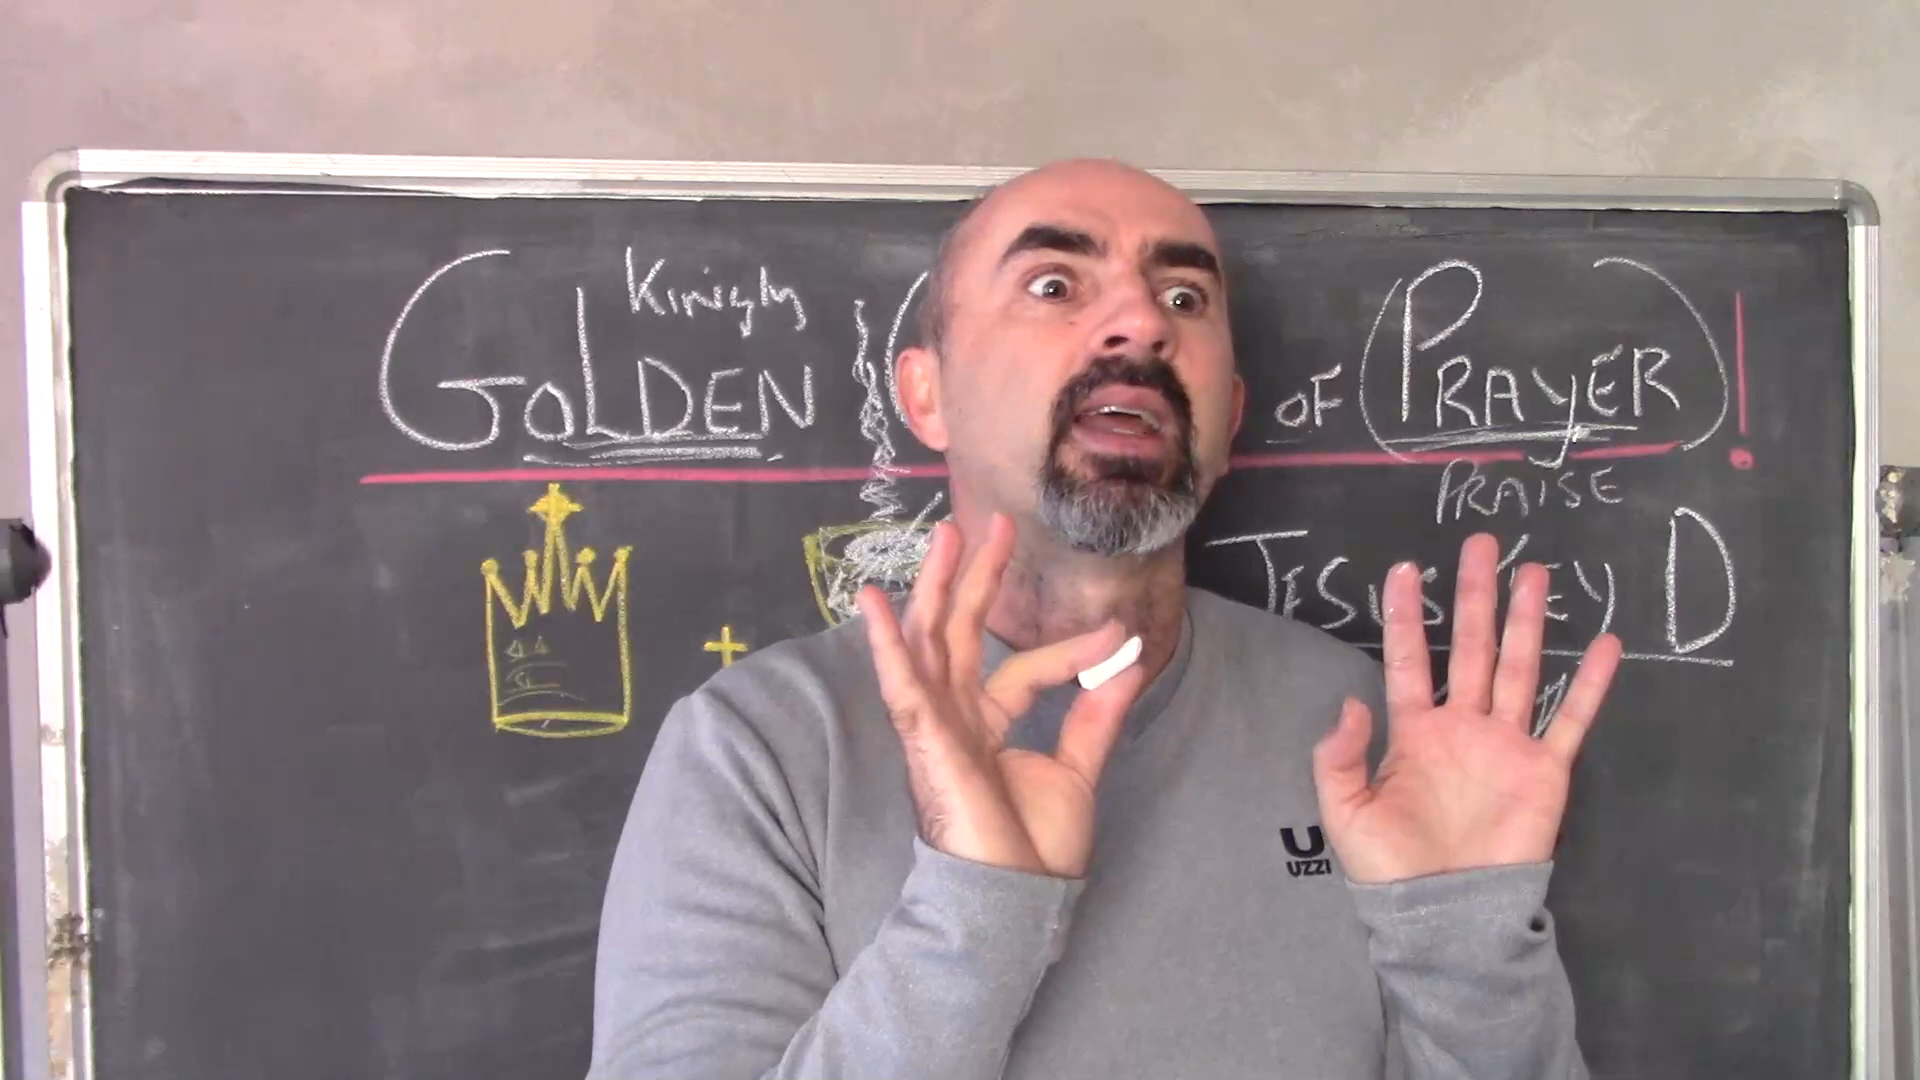 Kingly
GOLDEN ( OF (PRAYER) !
PRAISE
JESUS KEY D
U
UZZI